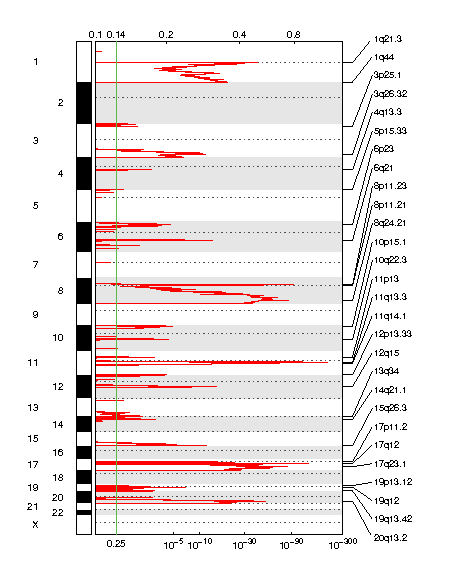 0.1 0.14 0.2 0.4 0.8
1
2
3
4
5
6
7
8
9
10
11
12
13
14
15
16
17
18
19
20
21
22
X
1q21.3
1q44
3p25.1
3q26.32
4q13.3
5p15.33
6p23
6q21
8p11.23
8p11.21
8q24.21
10p15.1
10q22.3
11p13
11q13.3
11q14.1
12p13.33
12q15
13q34
14q21.1
15q26.3
17p11.2
17q12
17q23.1
19p13.12
19q12
19q13.42
20q13.2
0.25 10⁻⁵ 10⁻¹⁰ 10⁻³⁰ 10⁻⁹⁰ 10⁻³⁰⁰